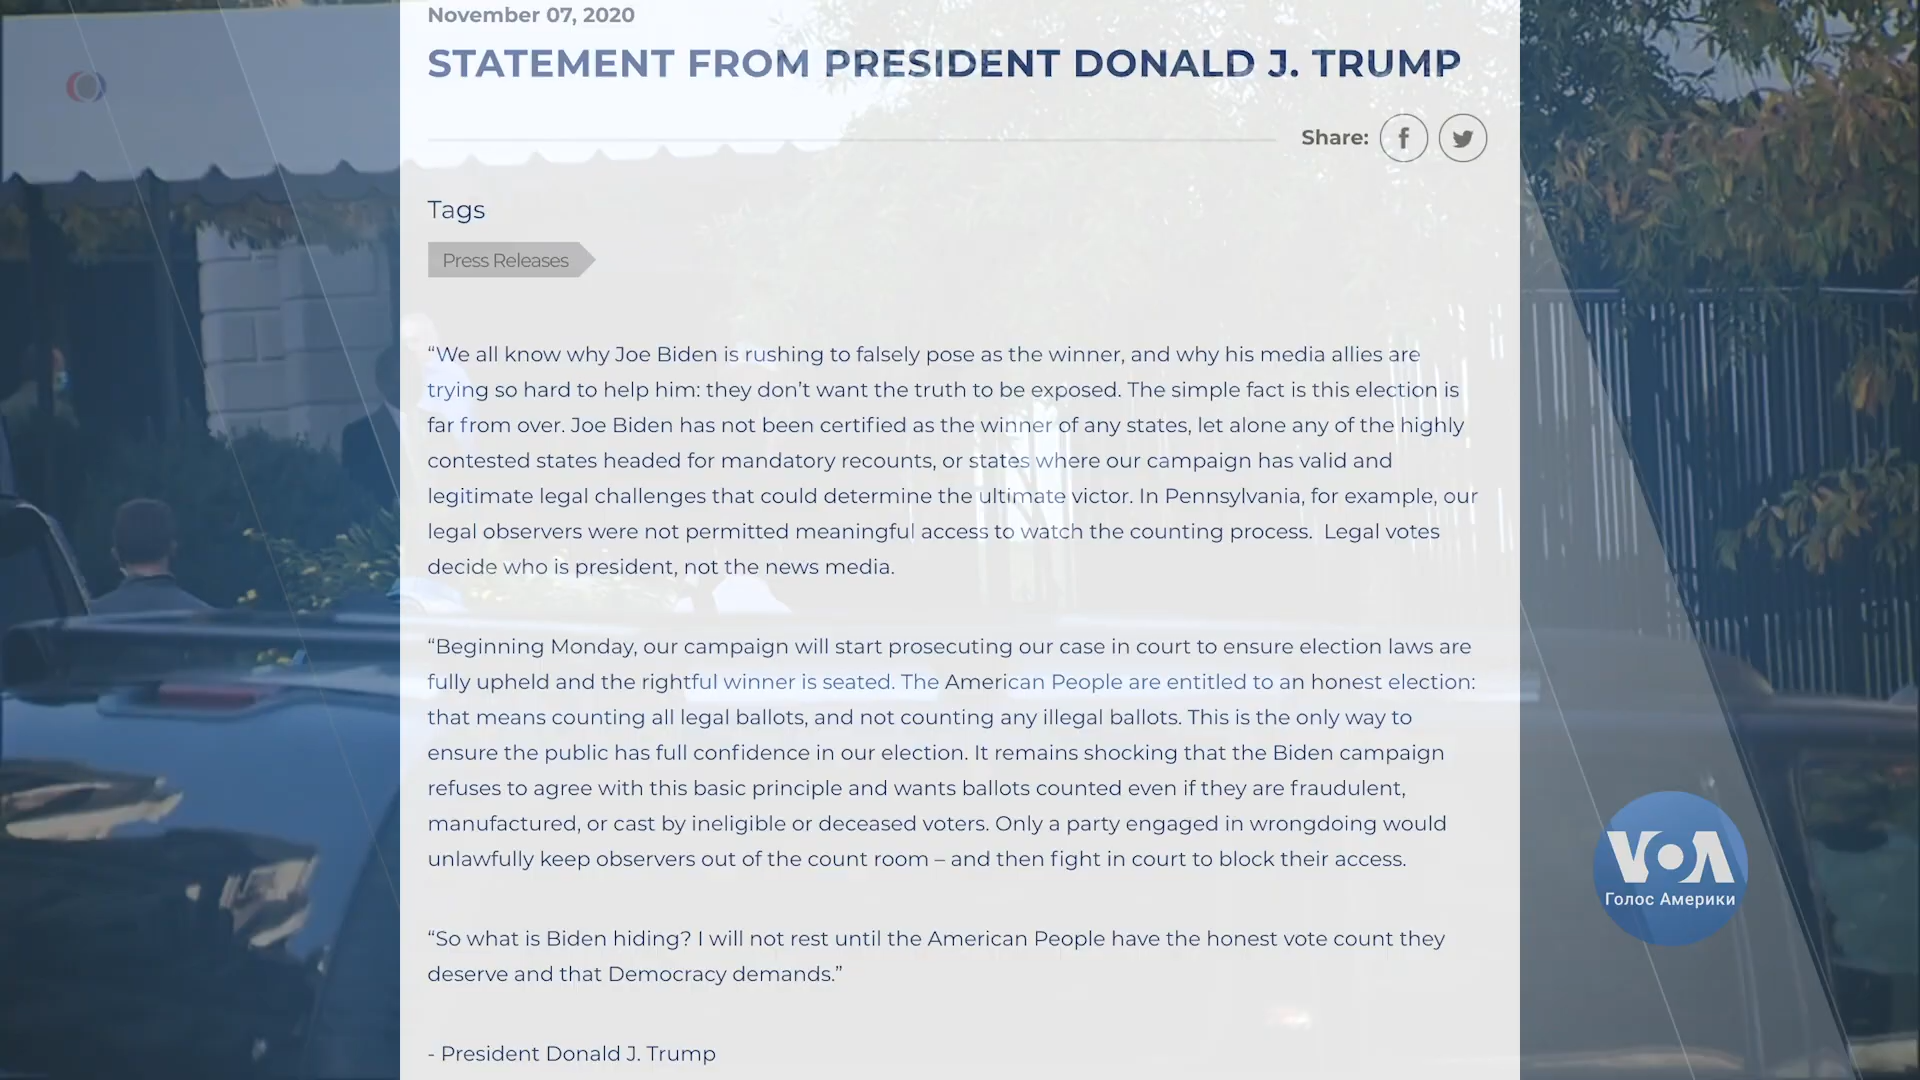 November 07, 2020
STATEMENT FROM PRESIDENT DONALD J. TRUMP
Share:
Tags
Press Releases
“We all know why Joe Biden is rushing to falsely pose as the winner, and why his media allies are
trying so hard to help him: they don’t want the truth to be exposed. The simple fact is this election is
far from over. Joe Biden has not been certified as the winner of any states, let alone any of the highly
contested states headed for mandatory recounts, or states where our campaign has valid and
legitimate legal challenges that could determine the ultimate victor. In Pennsylvania, for example, our
legal observers were not permitted meaningful access to watch the counting process.  Legal votes
decide who is president, not the news media.
“Beginning Monday, our campaign will start prosecuting our case in court to ensure election laws are
fully upheld and the rightful winner is seated. The American People are entitled to an honest election:
that means counting all legal ballots, and not counting any illegal ballots. This is the only way to
ensure the public has full confidence in our election. It remains shocking that the Biden campaign
refuses to agree with this basic principle and wants ballots counted even if they are fraudulent,
manufactured, or cast by ineligible or deceased voters. Only a party engaged in wrongdoing would
unlawfully keep observers out of the count room – and then fight in court to block their access.
“So what is Biden hiding? I will not rest until the American People have the honest vote count they
deserve and that Democracy demands.”
- President Donald J. Trump
VOA
Голос Америки